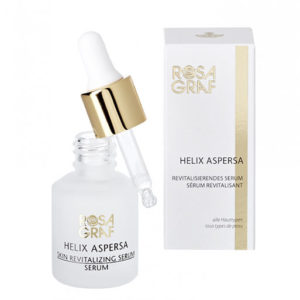 ROSA
GRAF
HELIX ASPERSA
SKIN REVITALIZING SERUM
SERUM
ROSA
GRAF
HELIX ASPERSA
REVITALISIERENDES SERUM
SÉRUM REVITALISANT
alle Hauttypen
tous types de peau